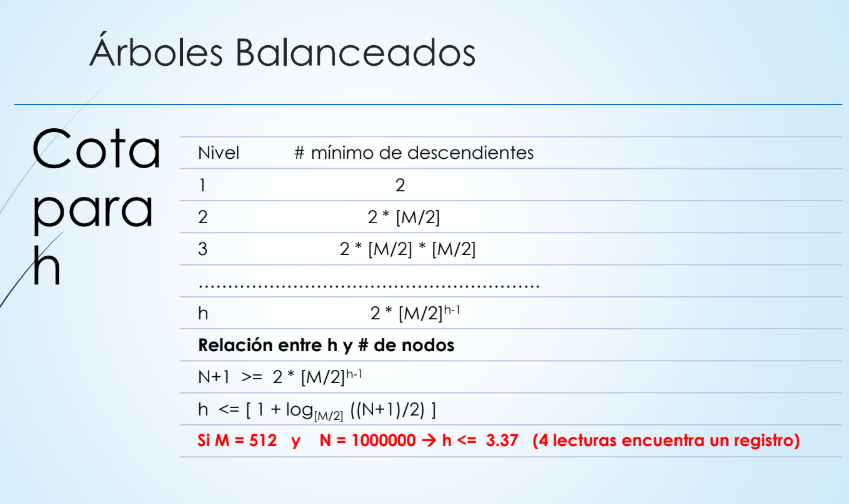 Árboles Balanceados
Cota
para
h
Nivel # mínimo de descendientes
1 2
2 2 * [M/2]
3 2 * [M/2] * [M/2]
.........................................................
h 2 * [M/2]ʰ⁻¹
Relación entre h y # de nodos
N+1 >= 2 * [M/2]ʰ⁻¹
h <= [ 1 + log[M/2] ((N+1)/2) ]
Si M = 512 y N = 1000000 → h <= 3.37 (4 lecturas encuentra un registro)